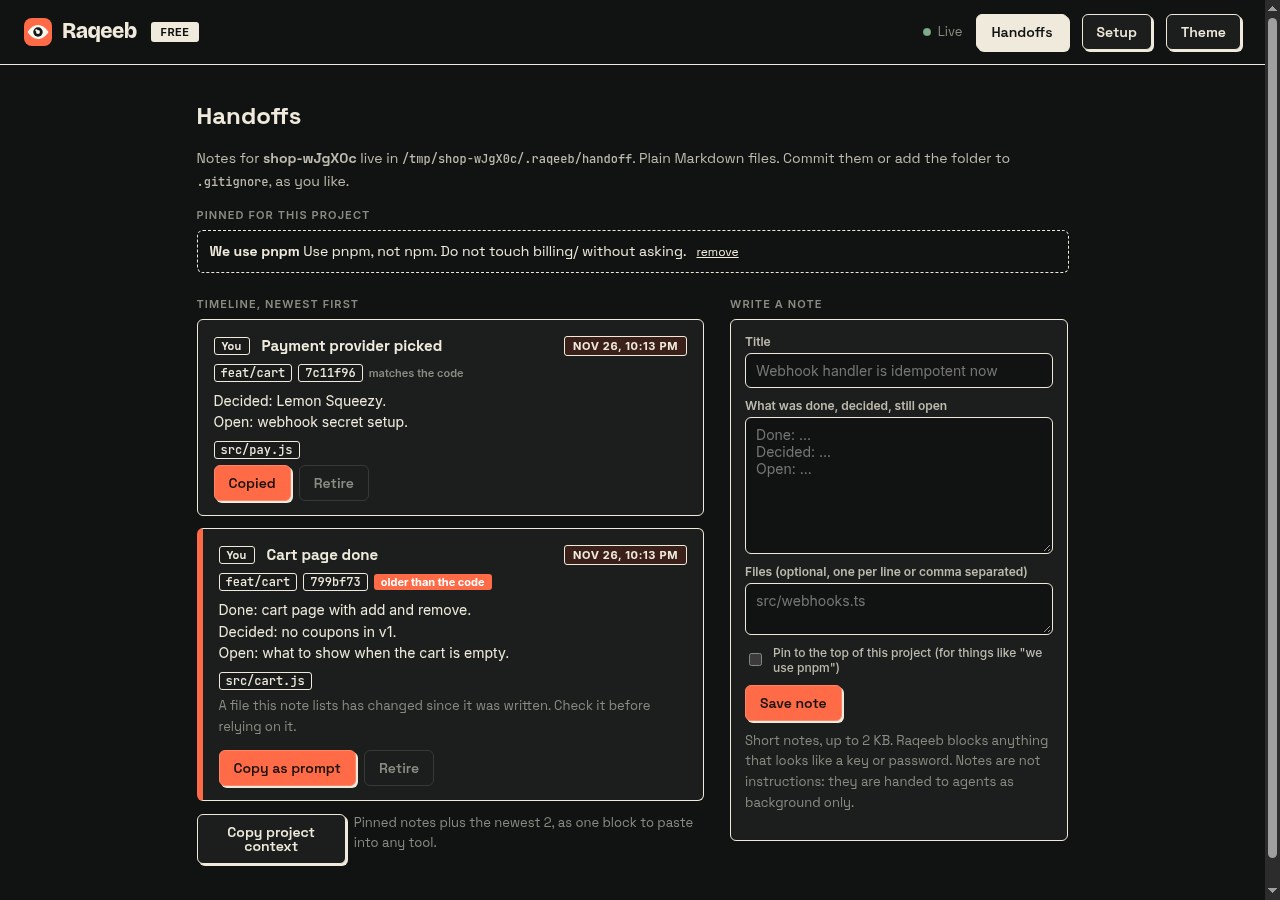 Raqeeb FREE
Live Handoffs Setup Theme
Handoffs
Notes for shop-wJgX0c live in /tmp/shop-wJgX0c/.raqeeb/handoff. Plain Markdown files. Commit them or add the folder to
.gitignore, as you like.
PINNED FOR THIS PROJECT
We use pnpm Use pnpm, not npm. Do not touch billing/ without asking. remove
TIMELINE, NEWEST FIRST
You Payment provider picked NOV 26, 10:13 PM
feat/cart 7c11f96 matches the code
Decided: Lemon Squeezy.
Open: webhook secret setup.
src/pay.js
Copied Retire
You Cart page done NOV 26, 10:13 PM
feat/cart 799bf73 older than the code
Done: cart page with add and remove.
Decided: no coupons in v1.
Open: what to show when the cart is empty.
src/cart.js
A file this note lists has changed since it was written. Check it before
relying on it.
Copy as prompt Retire
Copy project
context
Pinned notes plus the newest 2, as one block to paste
into any tool.
WRITE A NOTE
Title
Webhook handler is idempotent now
What was done, decided, still open
Done: ...
Decided: ...
Open: ...
Files (optional, one per line or comma separated)
src/webhooks.ts
Pin to the top of this project (for things like "we
use pnpm")
Save note
Short notes, up to 2 KB. Raqeeb blocks anything
that looks like a key or password. Notes are not
instructions: they are handed to agents as
background only.